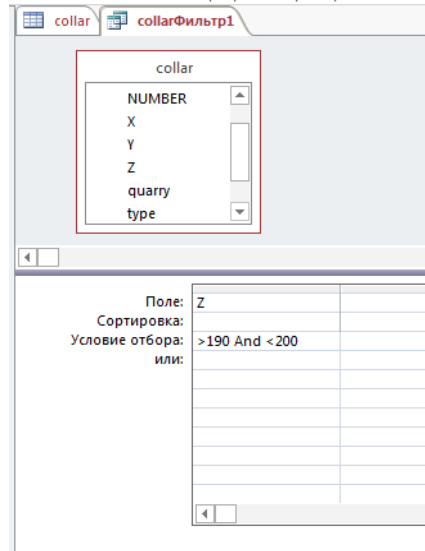 collar collarФильтр1
collar
NUMBER
X
Y
Z
quarry
type
Поле: Z
Сортировка:
Условие отбора: >190 And <200
или: